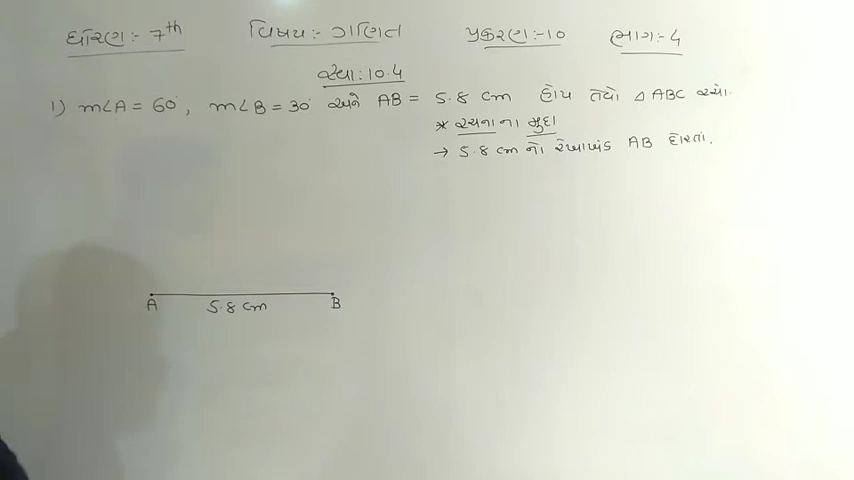 ધોરણ :- 7th વિષય :- ગણિત પ્રકરણ :- 10 ભાગ :- 4
સ્વા : 10.4
1) m∠A = 60°, m∠B = 30° અને AB = 5.8 cm હોય તેવો △ABC રચો.
* રચનાના મુદ્દા
→ 5.8 cm નો રેખાખંડ AB દોરતાં.
A 5.8 cm B